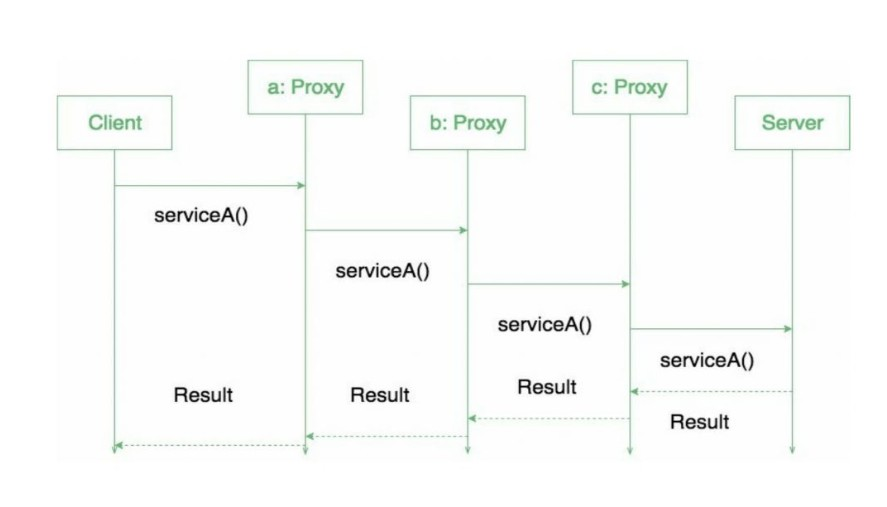 a: Proxy
c: Proxy
Client
b: Proxy
Server
serviceA()
serviceA()
serviceA()
serviceA()
Result
Result
Result
Result